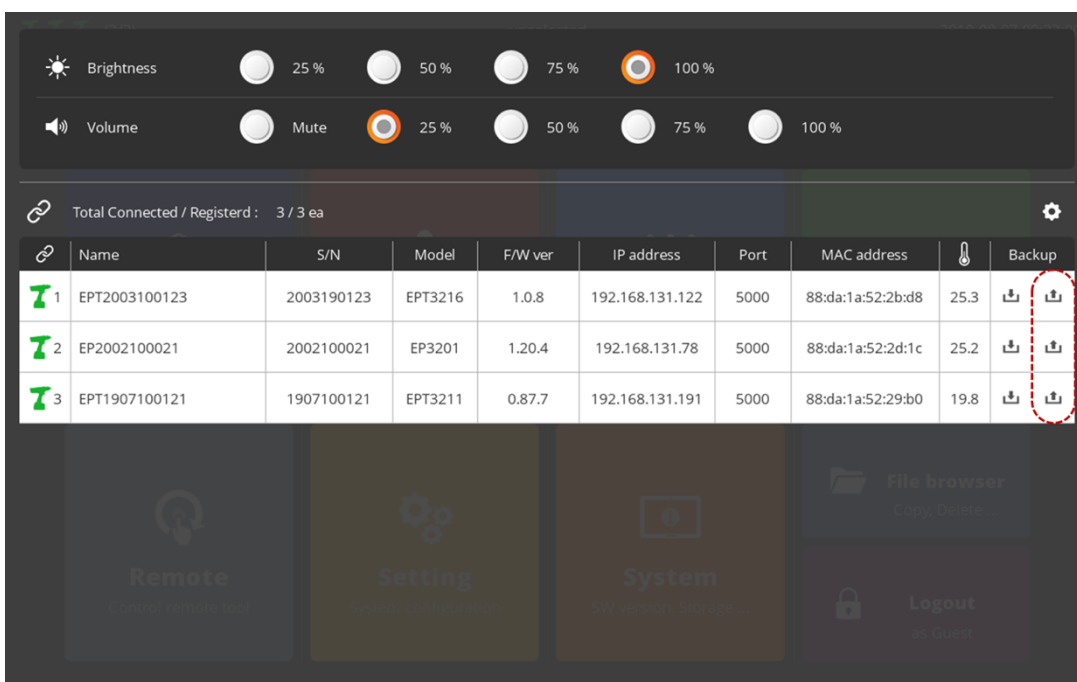 Brightness 25 % 50 % 75 % 100 %
Volume Mute 25 % 50 % 75 % 100 %
Total Connected / Registerd : 3 / 3 ea
Name S/N Model F/W ver IP address Port MAC address Backup
1 EPT2003100123 2003190123 EPT3216 1.0.8 192.168.131.122 5000 88:da:1a:52:2b:d8 25.3
2 EP2002100021 2002100021 EP3201 1.20.4 192.168.131.78 5000 88:da:1a:52:2d:1c 25.2
3 EPT1907100121 1907100121 EPT3211 0.87.7 192.168.131.191 5000 88:da:1a:52:29:b0 19.8
File browser
Copy, Delete ...
Remote Setting System
Control remote tool
SW version, Storage...
Logout
as Guest